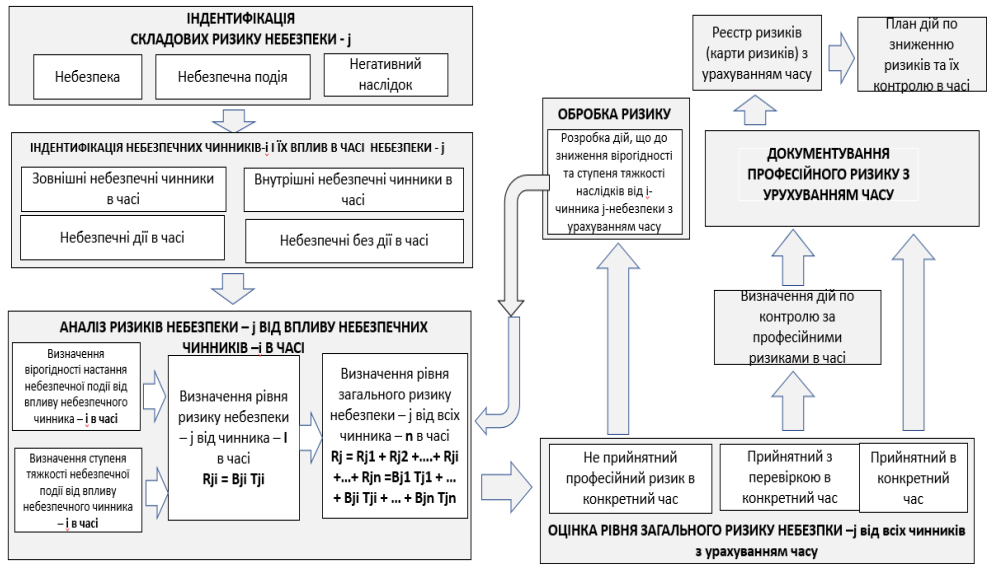 ІНДЕНТИФІКАЦІЯ
СКЛАДОВИХ РИЗИКУ НЕБЕЗПЕКИ - j
Небезпека
Небезпечна подія
Негативний
наслідок
ІНДЕНТИФІКАЦІЯ НЕБЕЗПЕЧНИХ ЧИННИКІВ-і І ЇХ ВПЛИВ В ЧАСІ НЕБЕЗПЕКИ - j
Зовнішні небезпечні чинники
в часі
Внутрішні небезпечні чинники в
часі
Небезпечні дії в часі
Небезпечні без дії в часі
АНАЛІЗ РИЗИКІВ НЕБЕЗПЕКИ – j ВІД ВПЛИВУ НЕБЕЗПЕЧНИХ
ЧИННИКІВ –і В ЧАСІ
Визначення
вірогідності настання
небезпечної події від
впливу небезпечного
чинника – і в часі
Визначення ступеня
тяжкості небезпечної
події від впливу
небезпечного чинника
– і в часі
Визначення рівня
ризику небезпеки
– j від чинника – І
в часі
Rji = Bji Tji
Визначення рівня
загального ризику
небезпеки – j від всіх
чинника – n в часі
Rj = Rj1 + Rj2 +....+ Rji
+...+ Rjn =Bj1 Tj1 + ...
+ Bji Tji + ... + Bjn Tjn
ОБРОБКА РИЗИКУ
Розробка дій, що до
зниження вірогідності
та ступеня тяжкості
наслідків від і-
чинника j-небезпеки з
урахуванням часу
Реєстр ризиків
(карти ризиків) з
урахуванням часу
План дій по
зниженню
ризиків та їх
контролю в часі
ДОКУМЕНТУВАННЯ
ПРОФЕСІЙНОГО РИЗИКУ З
УРУХУВАННЯМ ЧАСУ
Визначення дій по
контролю за
професійними
ризиками в часі
Не прийнятний
професійний ризик в
конкретний час
Прийнятний з
перевіркою в
конкретний час
Прийнятний в
конкретний
час
ОЦІНКА РІВНЯ ЗАГАЛЬНОГО РИЗИКУ НЕБЕЗПКИ –j від всіх чинників
з урахуванням часу